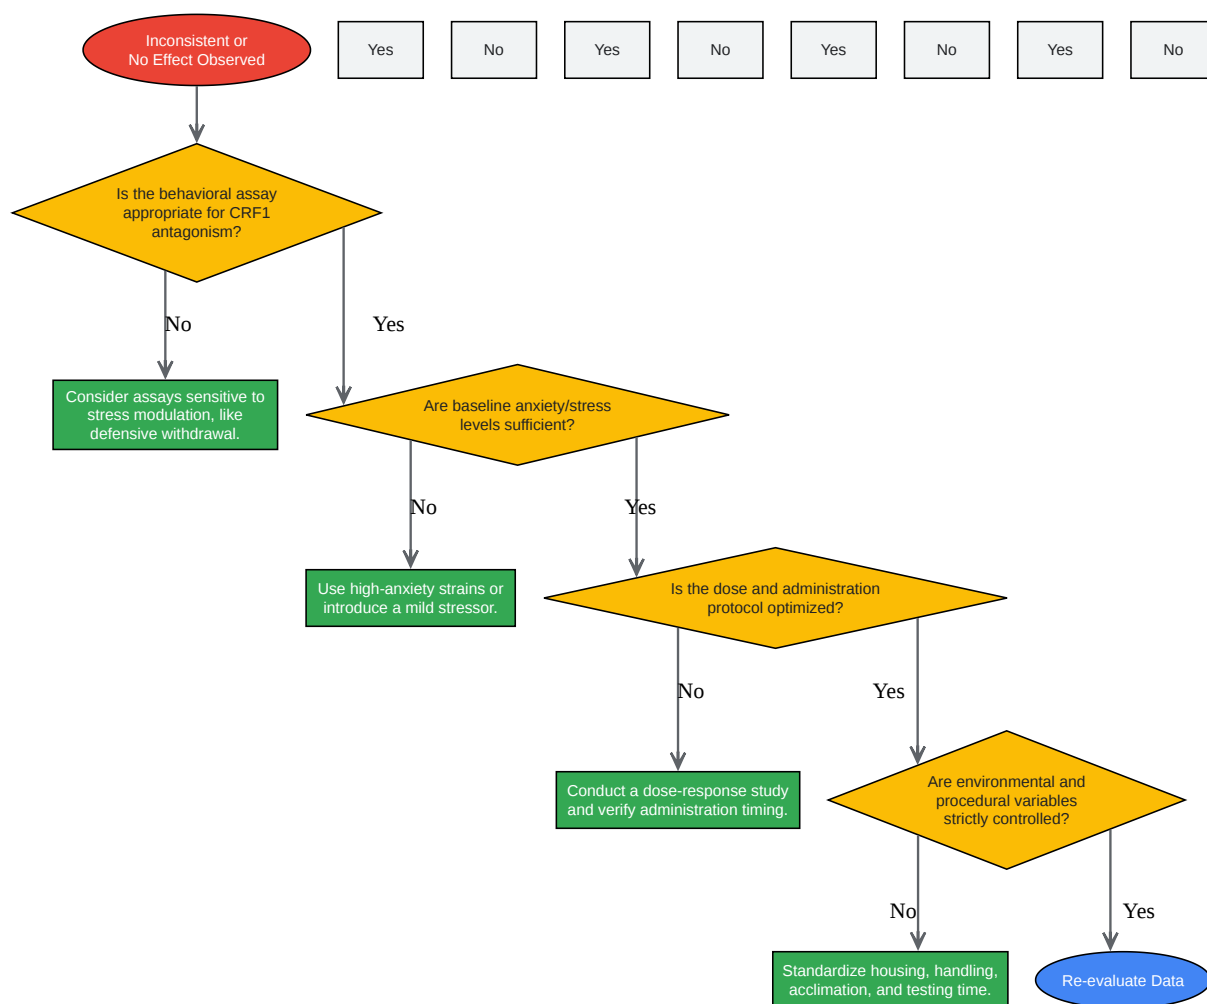 Inconsistent or
No Effect Observed
Yes
No
Yes
No
Yes
No
Yes
No
Is the behavioral assay
appropriate for CRF1
antagonism?
No
Yes
Consider assays sensitive to
stress modulation, like
defensive withdrawal.
Are baseline anxiety/stress
levels sufficient?
No
Yes
Use high-anxiety strains or
introduce a mild stressor.
Is the dose and administration
protocol optimized?
No
Yes
Conduct a dose-response study
and verify administration timing.
Are environmental and
procedural variables
strictly controlled?
No
Yes
Standardize housing, handling,
acclimation, and testing time.
Re-evaluate Data